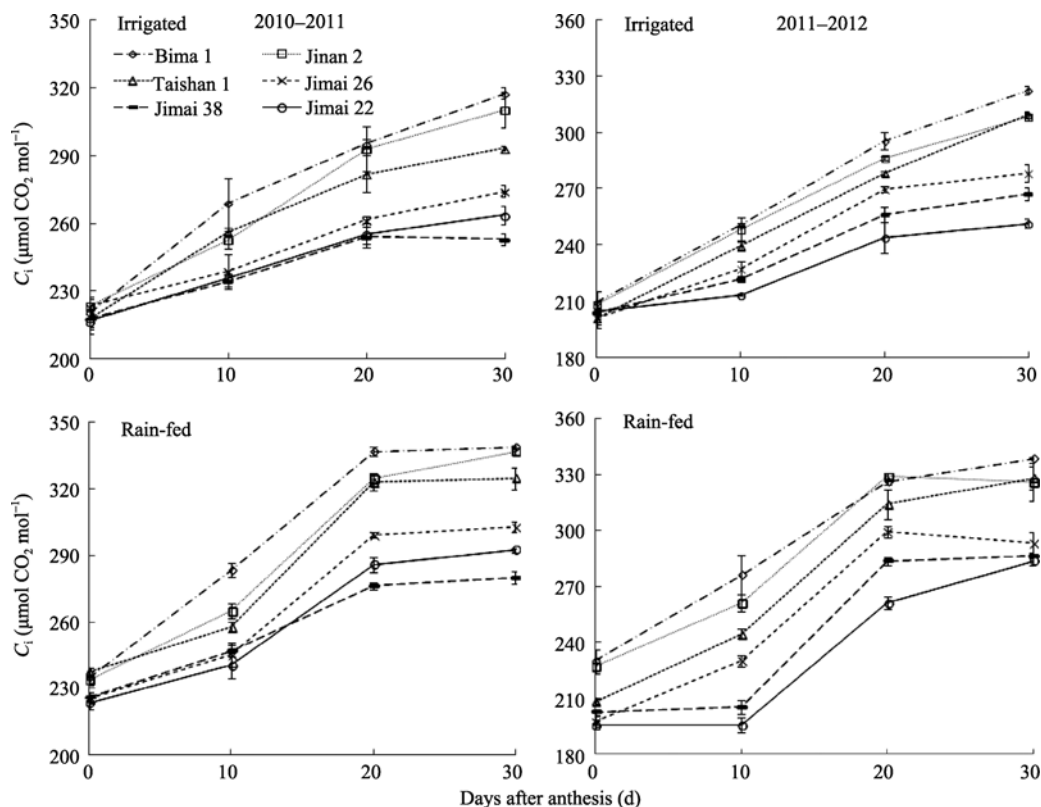 Irrigated 2010–2011
Bima 1 Jinan 2
Taishan 1 Jimai 26
Jimai 38 Jimai 22
Cᵢ (µmol CO₂ mol⁻¹)
320
290
260
230
200
0 10 20 30
Irrigated 2011–2012
360
330
300
270
240
210
180
0 10 20 30
Rain-fed
Cᵢ (µmol CO₂ mol⁻¹)
350
320
290
260
230
200
0 10 20 30
Rain-fed
360
330
300
270
240
210
180
0 10 20 30
Days after anthesis (d)